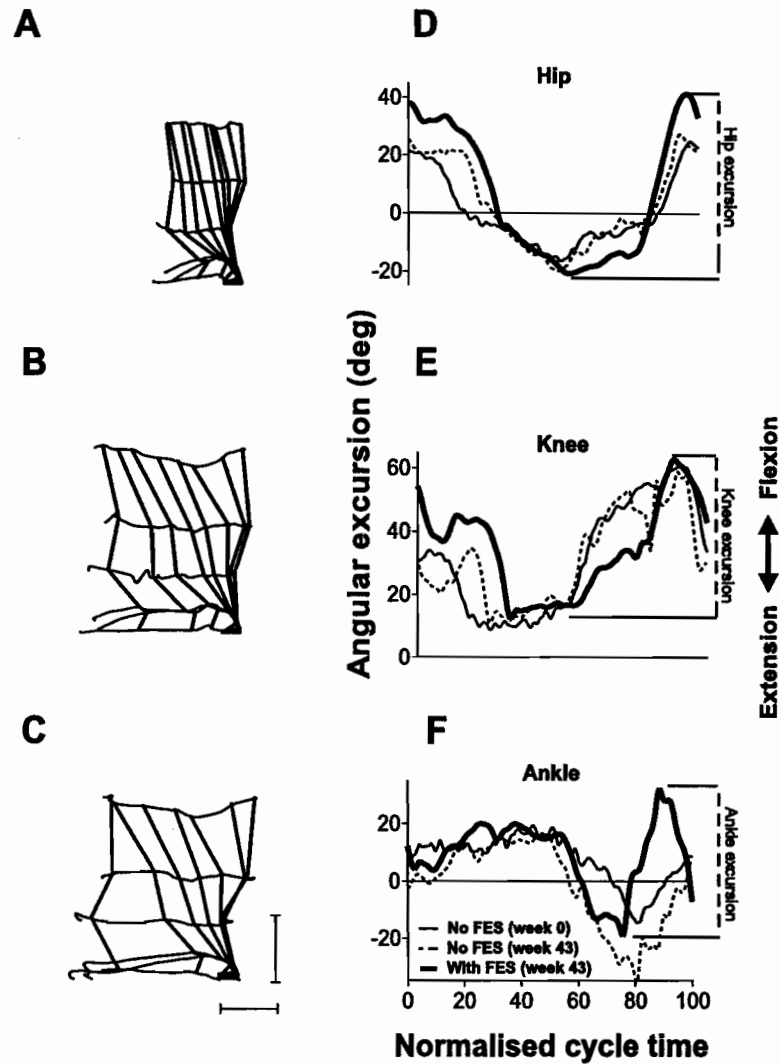 A
D
Hip
40
20
0
-20
Hip excursion
B
E
Knee
60
40
20
0
Knee excursion
Angular excursion (deg)
Extension
Flexion
C
F
Ankle
20
0
-20
Ankle excursion
No FES (week 0)
No FES (week 43)
With FES (week 43)
0 20 40 60 80 100
Normalised cycle time